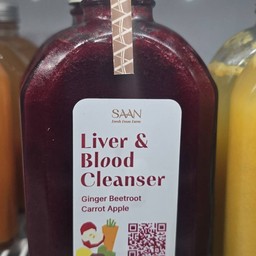 SAAN
Liver &
Blood
Cleanser
Ginger Beetroot
Carrot Apple